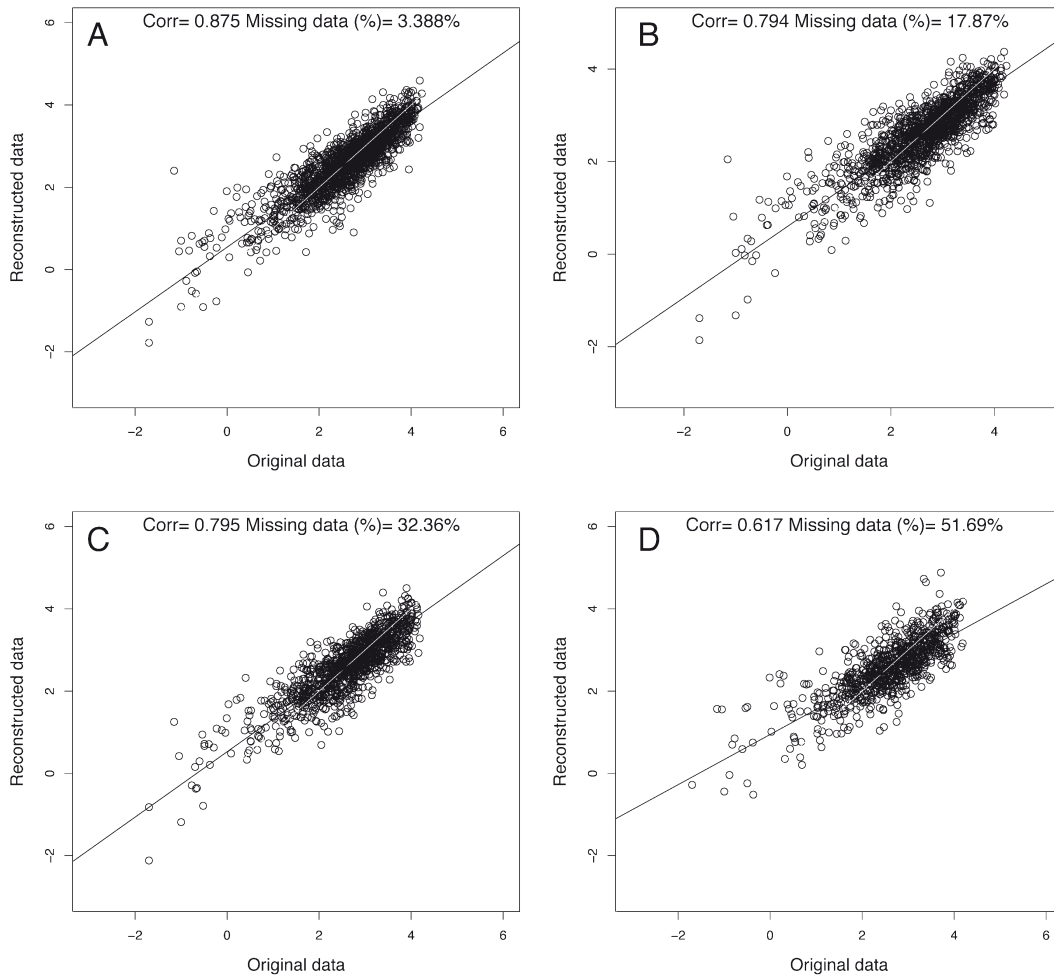 A
Corr= 0.875 Missing data (%)= 3.388%
6
4
2
0
−2
Reconstructed data
−2 0 2 4 6
Original data
B
Corr= 0.794 Missing data (%)= 17.87%
4
2
0
−2
Reconstructed data
−2 0 2 4
Original data
C
Corr= 0.795 Missing data (%)= 32.36%
6
4
2
0
−2
Reconstructed data
−2 0 2 4 6
Original data
D
Corr= 0.617 Missing data (%)= 51.69%
6
4
2
0
−2
Reconstructed data
−2 0 2 4 6
Original data